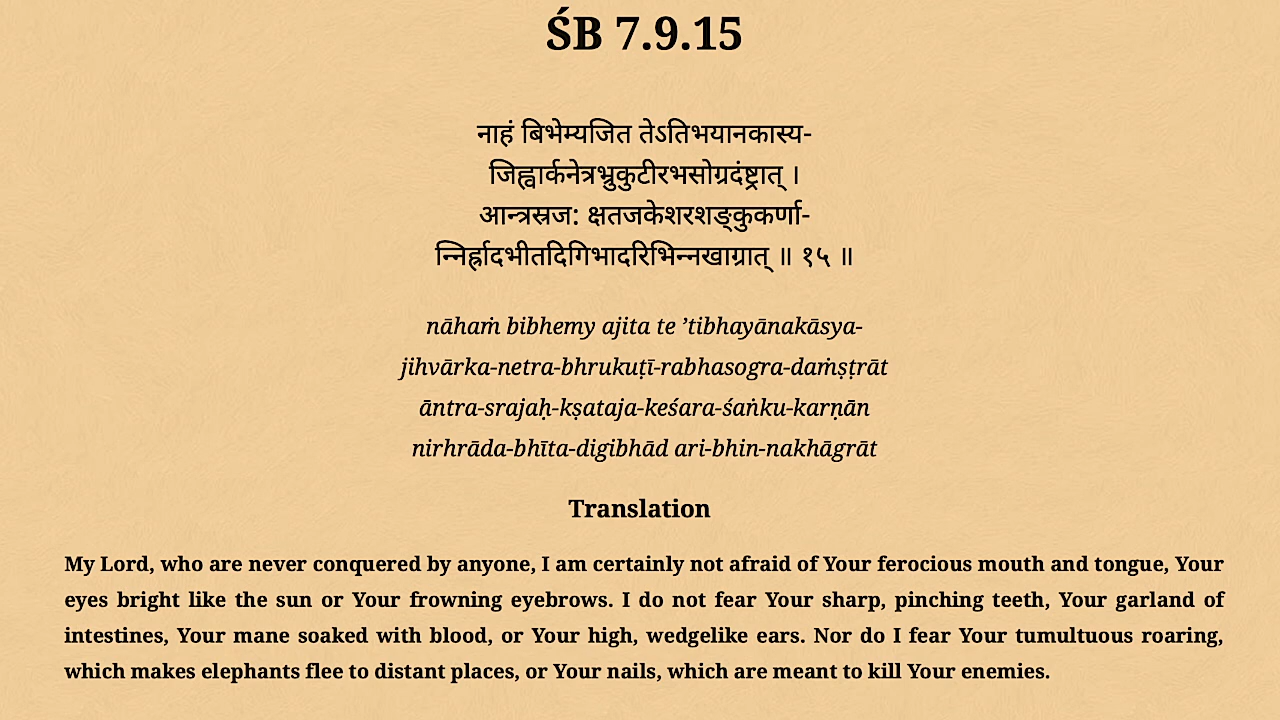 ŚB 7.9.15
नाहं बिभेम्यजित तेऽतिभयानकास्य-
जिह्वार्कनेत्रभ्रुकुटीरभसोग्रदंष्ट्रात् ।
आन्त्रस्रज: क्षतजकेशरशङ्कुकर्णा-
न्निर्ह्रादभीतदिगिभादरिभिन्नखाग्रात् ॥ १५ ॥
nāhaṁ bibhemy ajita te ’tibhayānakāsya-
jihvārka-netra-bhrukuṭī-rabhasogra-daṁṣṭrāt
āntra-srajaḥ-kṣataja-keśara-śaṅku-karṇān
nirhrāda-bhīta-digibhād ari-bhin-nakhāgrāt
Translation
My Lord, who are never conquered by anyone, I am certainly not afraid of Your ferocious mouth and tongue, Your
eyes bright like the sun or Your frowning eyebrows. I do not fear Your sharp, pinching teeth, Your garland of
intestines, Your mane soaked with blood, or Your high, wedgelike ears. Nor do I fear Your tumultuous roaring,
which makes elephants flee to distant places, or Your nails, which are meant to kill Your enemies.